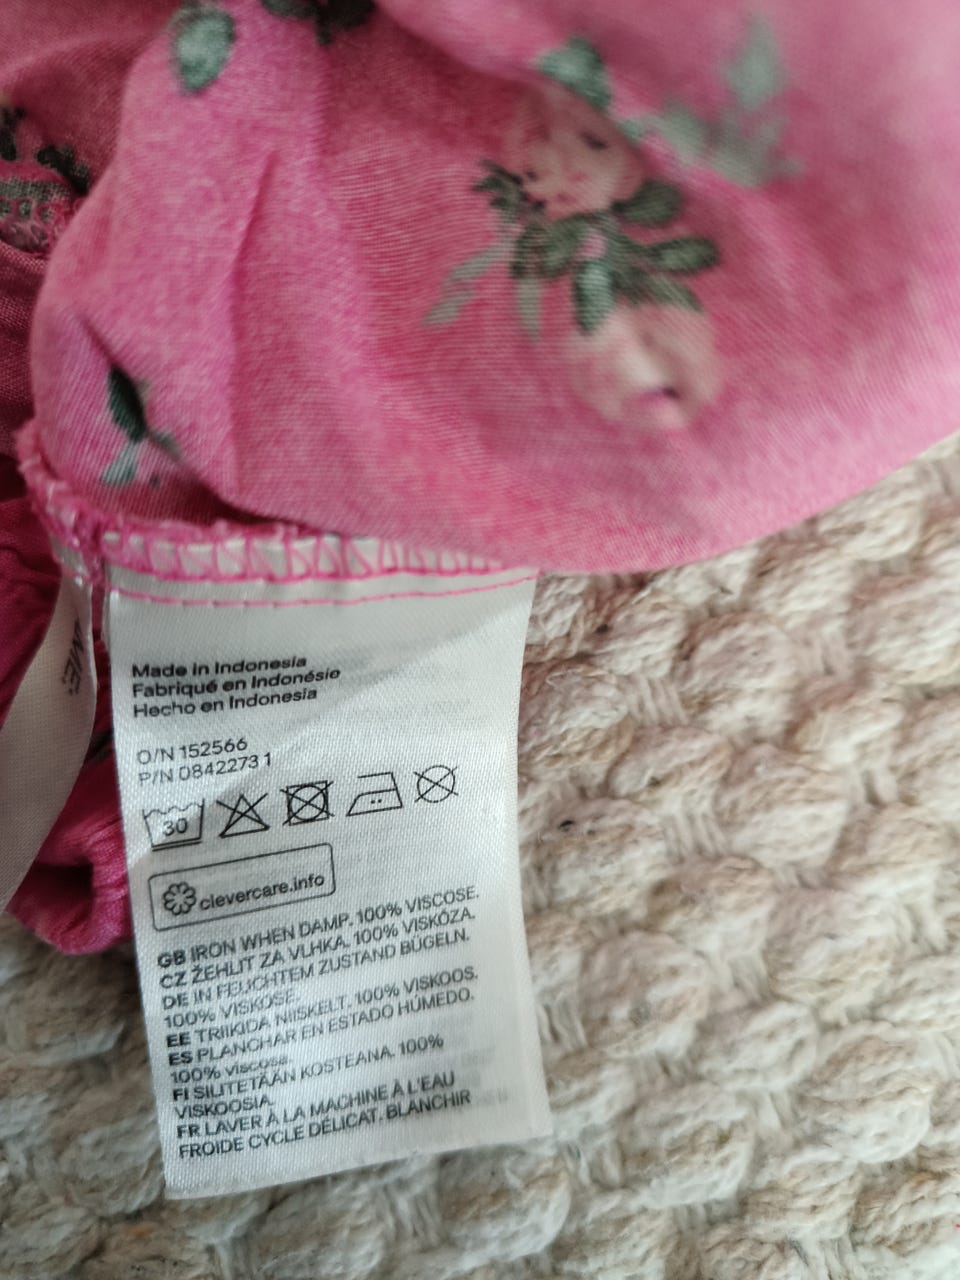 Made in Indonesia
Fabriqué en Indonésie
Hecho en Indonesia
O/N 152566
P/N 0842273 1
30
clevercare.info
GB IRON WHEN DAMP. 100% VISCOSE.
CZ ŽEHLIT ZA VLHKA. 100% VISKÓZA.
DE IN FEUCHTEM ZUSTAND BÜGELN.
100% VISKOSE.
EE TRIIKIDA NIISKELT. 100% VISKOOS.
ES PLANCHAR EN ESTADO HÚMEDO.
100% viscosa.
FI SILITETÄÄN KOSTEANA. 100%
VISKOOSIA.
FR LAVER À LA MACHINE À L'EAU
FROIDE CYCLE DÉLICAT. BLANCHIR